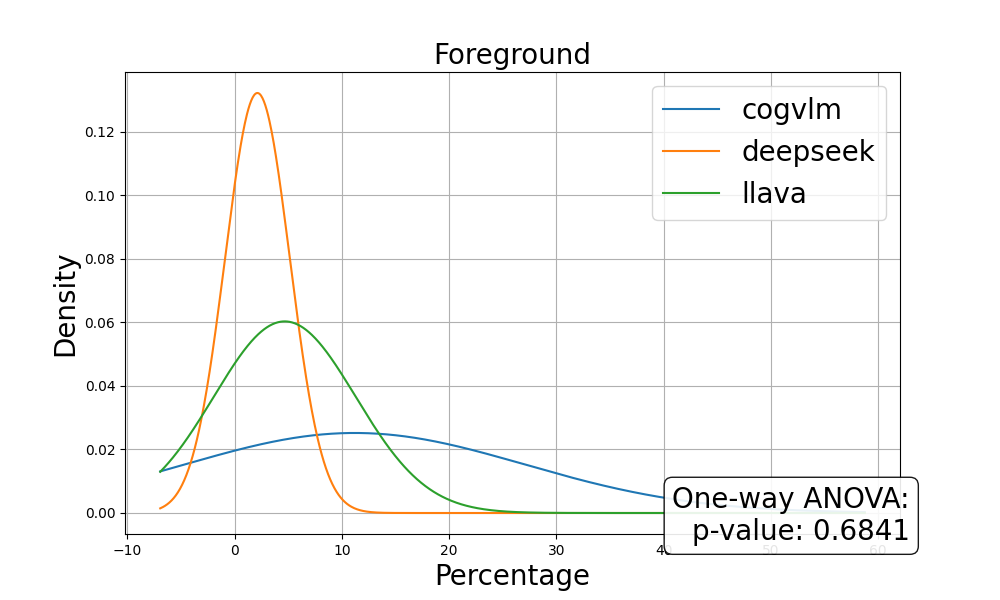 Foreground
cogvlm
deepseek
llava
Density
0.12
0.10
0.08
0.06
0.04
0.02
0.00
One-way ANOVA:
p-value: 0.6841
−10 0 10 20 30 40 50 60
Percentage